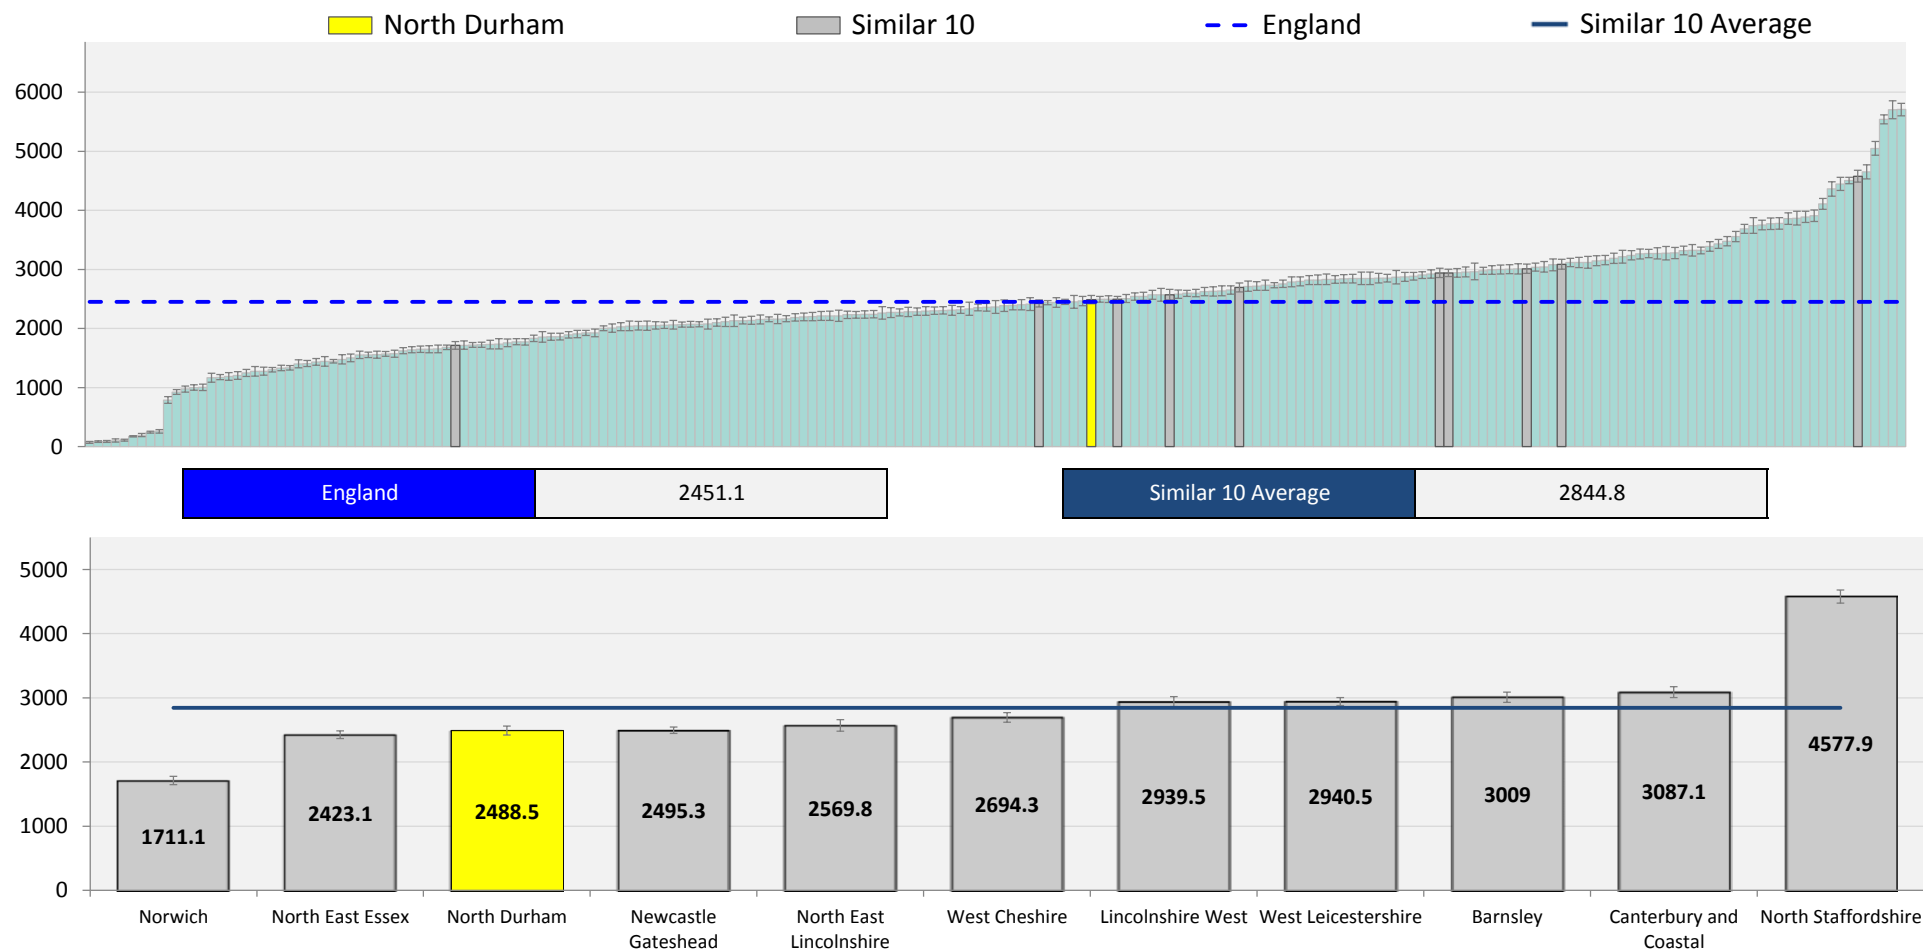 North Durham Similar 10 England Similar 10 Average
6000
5000
4000
3000
2000
1000
0
England 2451.1 Similar 10 Average 2844.8
5000
4000
3000
2000
1000
0
1711.1 2423.1 2488.5 2495.3 2569.8 2694.3 2939.5 2940.5 3009 3087.1 4577.9
Norwich North East Essex North Durham Newcastle North East West Cheshire Lincolnshire West West Leicestershire Barnsley Canterbury and North Staffordshire
Gateshead Lincolnshire Coastal